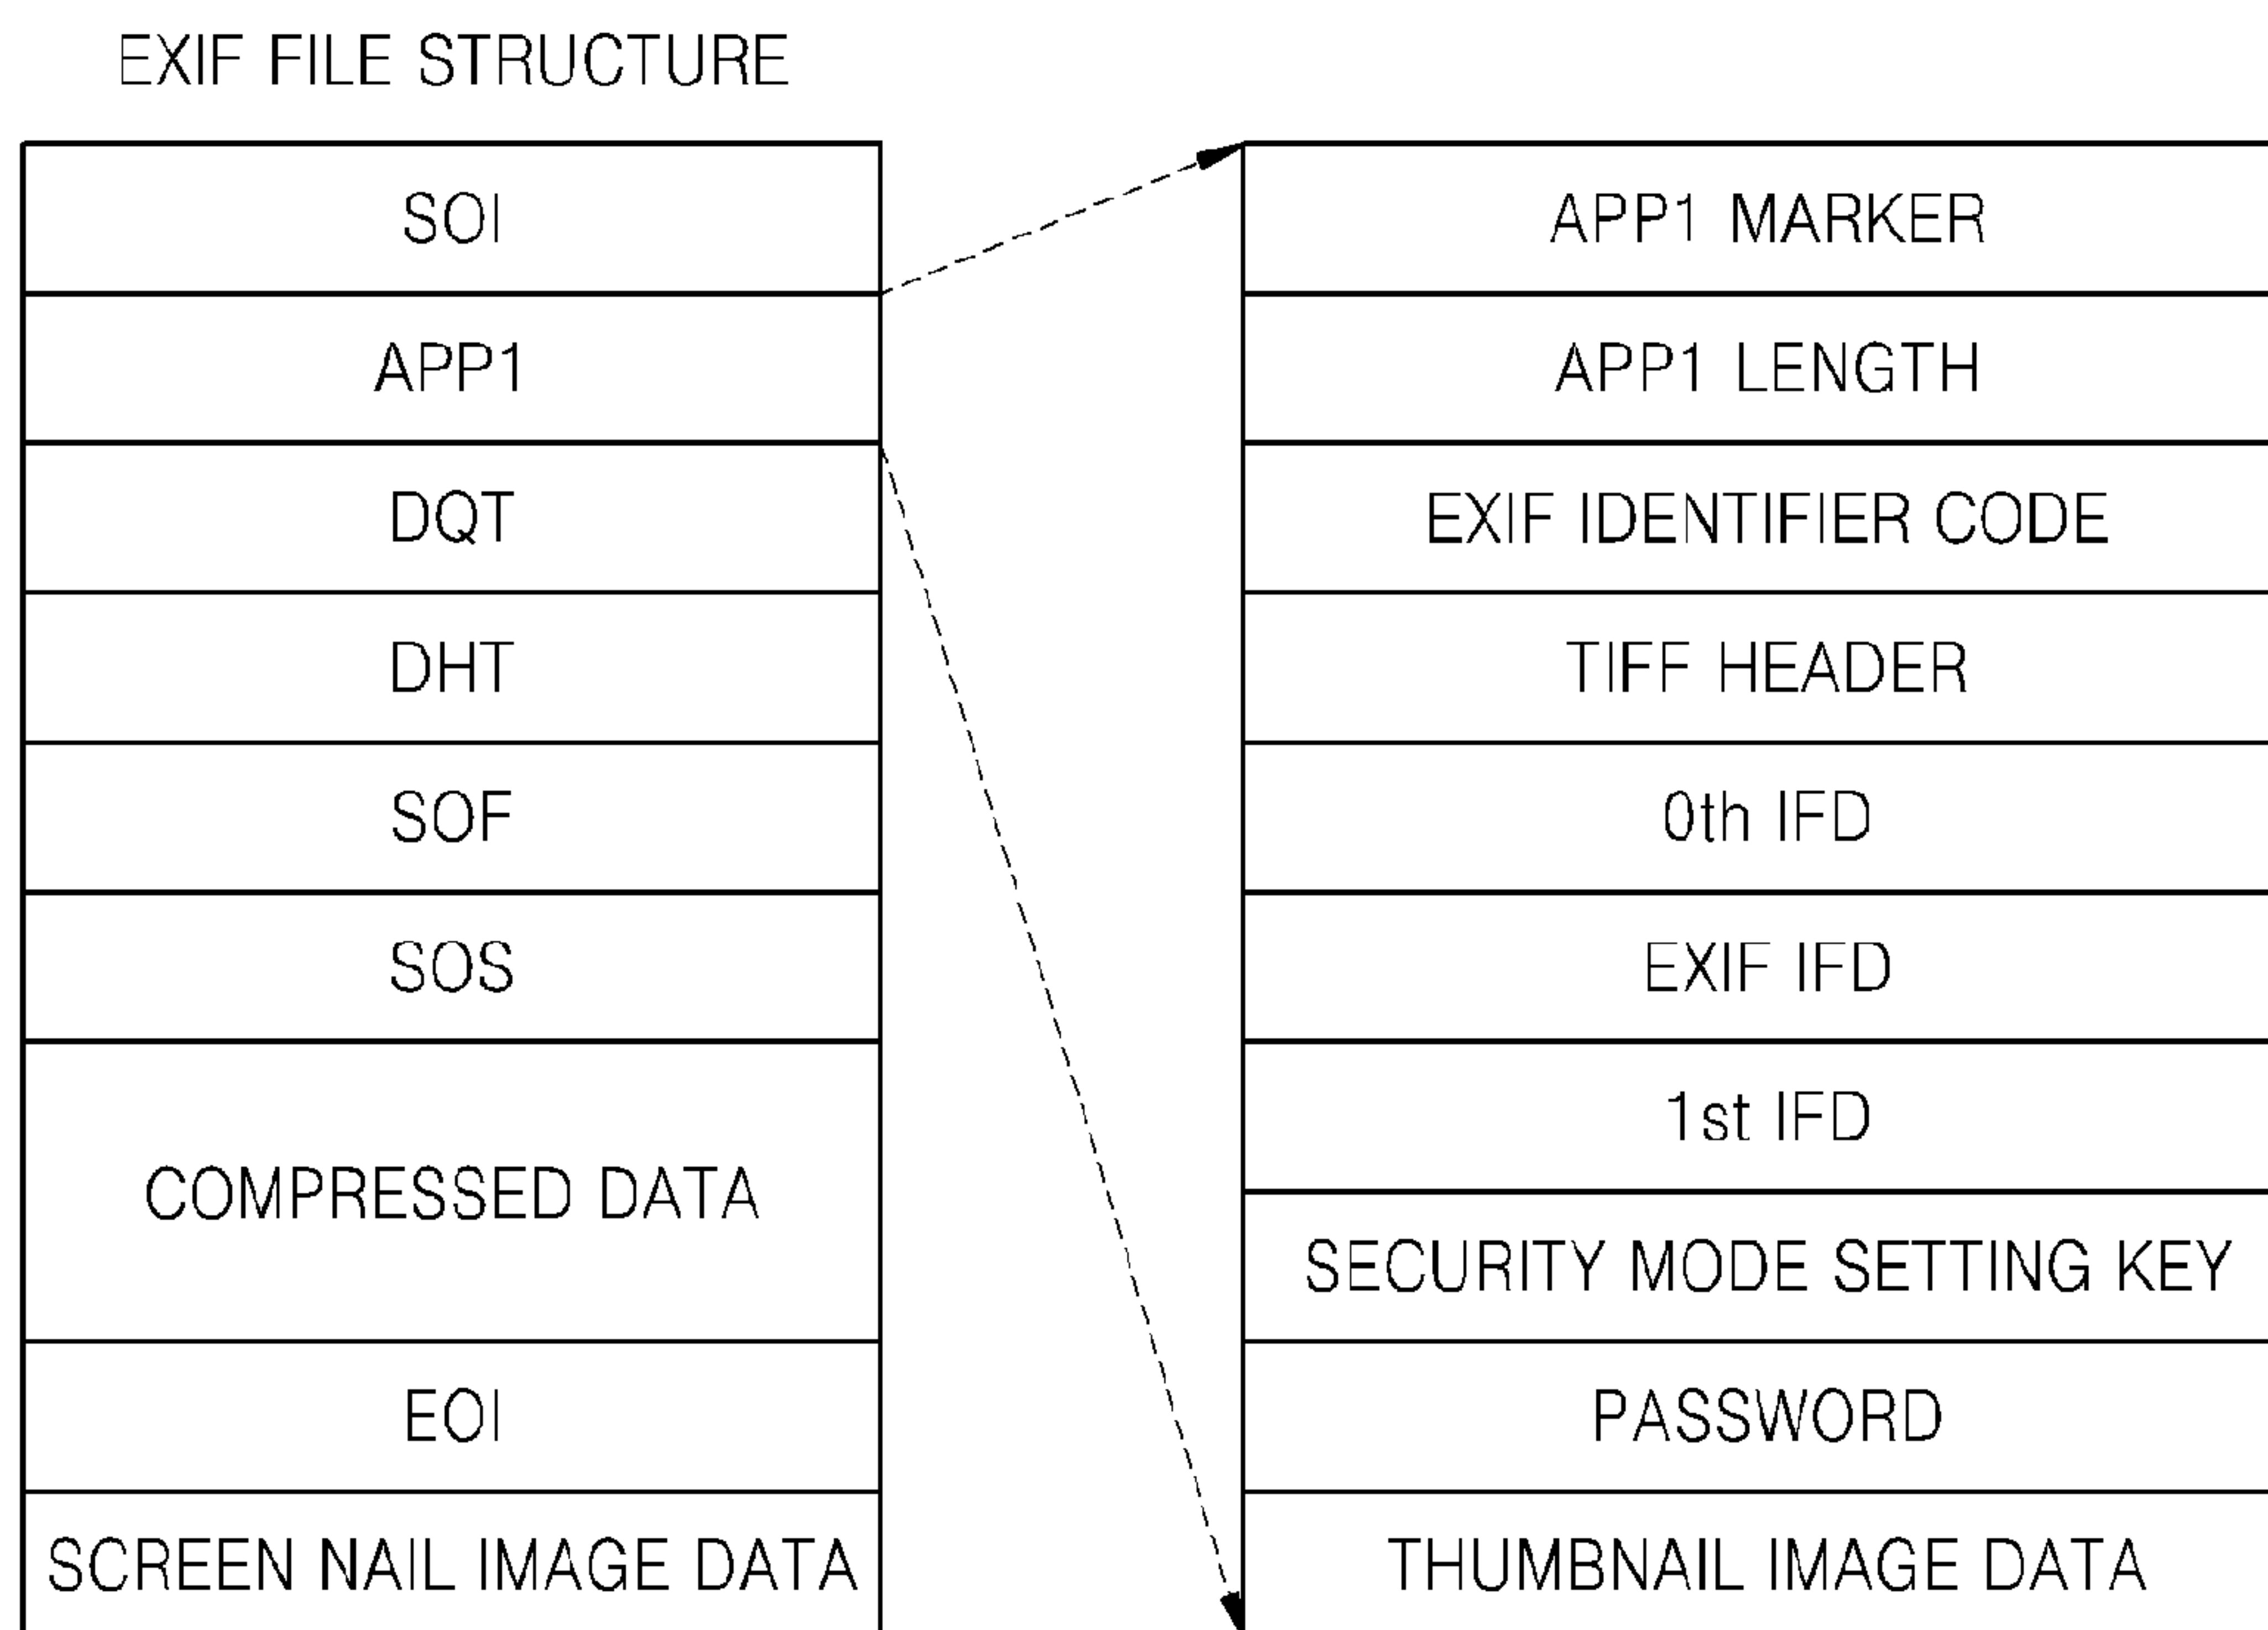 EXIF FILE STRUCTURE
SOI
APP1
DQT
DHT
SOF
SOS
COMPRESSED DATA
EOI
SCREEN NAIL IMAGE DATA
APP1 MARKER
APP1 LENGTH
EXIF IDENTIFIER CODE
TIFF HEADER
0th IFD
EXIF IFD
1st IFD
SECURITY MODE SETTING KEY
PASSWORD
THUMBNAIL IMAGE DATA